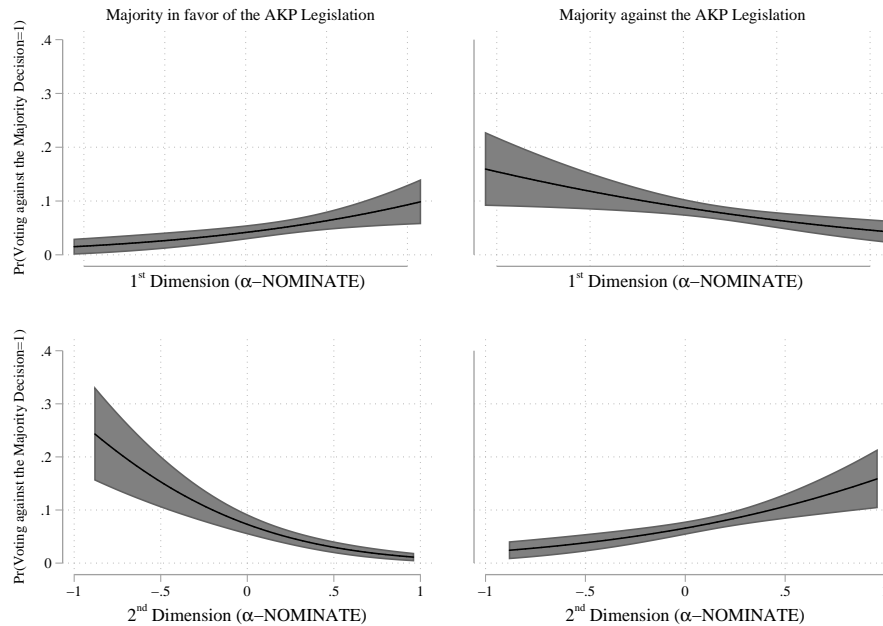 Majority in favor of the AKP Legislation
Majority against the AKP Legislation
Pr(Voting against the Majority Decision=1)
.4
.3
.2
.1
0
1st Dimension (α−NOMINATE)
1st Dimension (α−NOMINATE)
Pr(Voting against the Majority Decision=1)
.4
.3
.2
.1
0
−1 −.5 0 .5 1
−1 0 .5
2nd Dimension (α−NOMINATE)
2nd Dimension (α−NOMINATE)